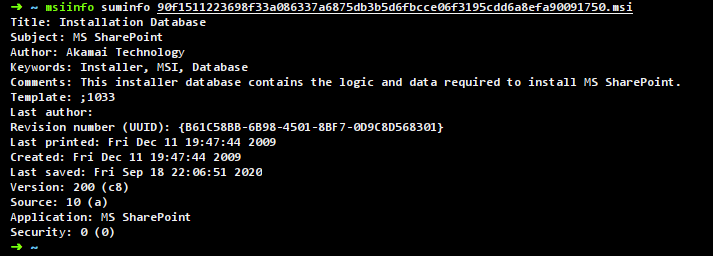 → ~ msiinfo suminfo 90f1511223698f33a086337a6875db3b5d6fbcce06f3195cdd6a8efa90091750.msi
Title: Installation Database
Subject: MS SharePoint
Author: Akamai Technology
Keywords: Installer, MSI, Database
Comments: This installer database contains the logic and data required to install MS SharePoint.
Template: ;1033
Last author:
Revision number (UUID): {B61C58BB-6B98-4501-8BF7-0D9C8D568301}
Last printed: Fri Dec 11 19:47:44 2009
Created: Fri Dec 11 19:47:44 2009
Last saved: Fri Sep 18 22:06:51 2020
Version: 200 (c8)
Source: 10 (a)
Application: MS SharePoint
Security: 0 (0)
→ ~